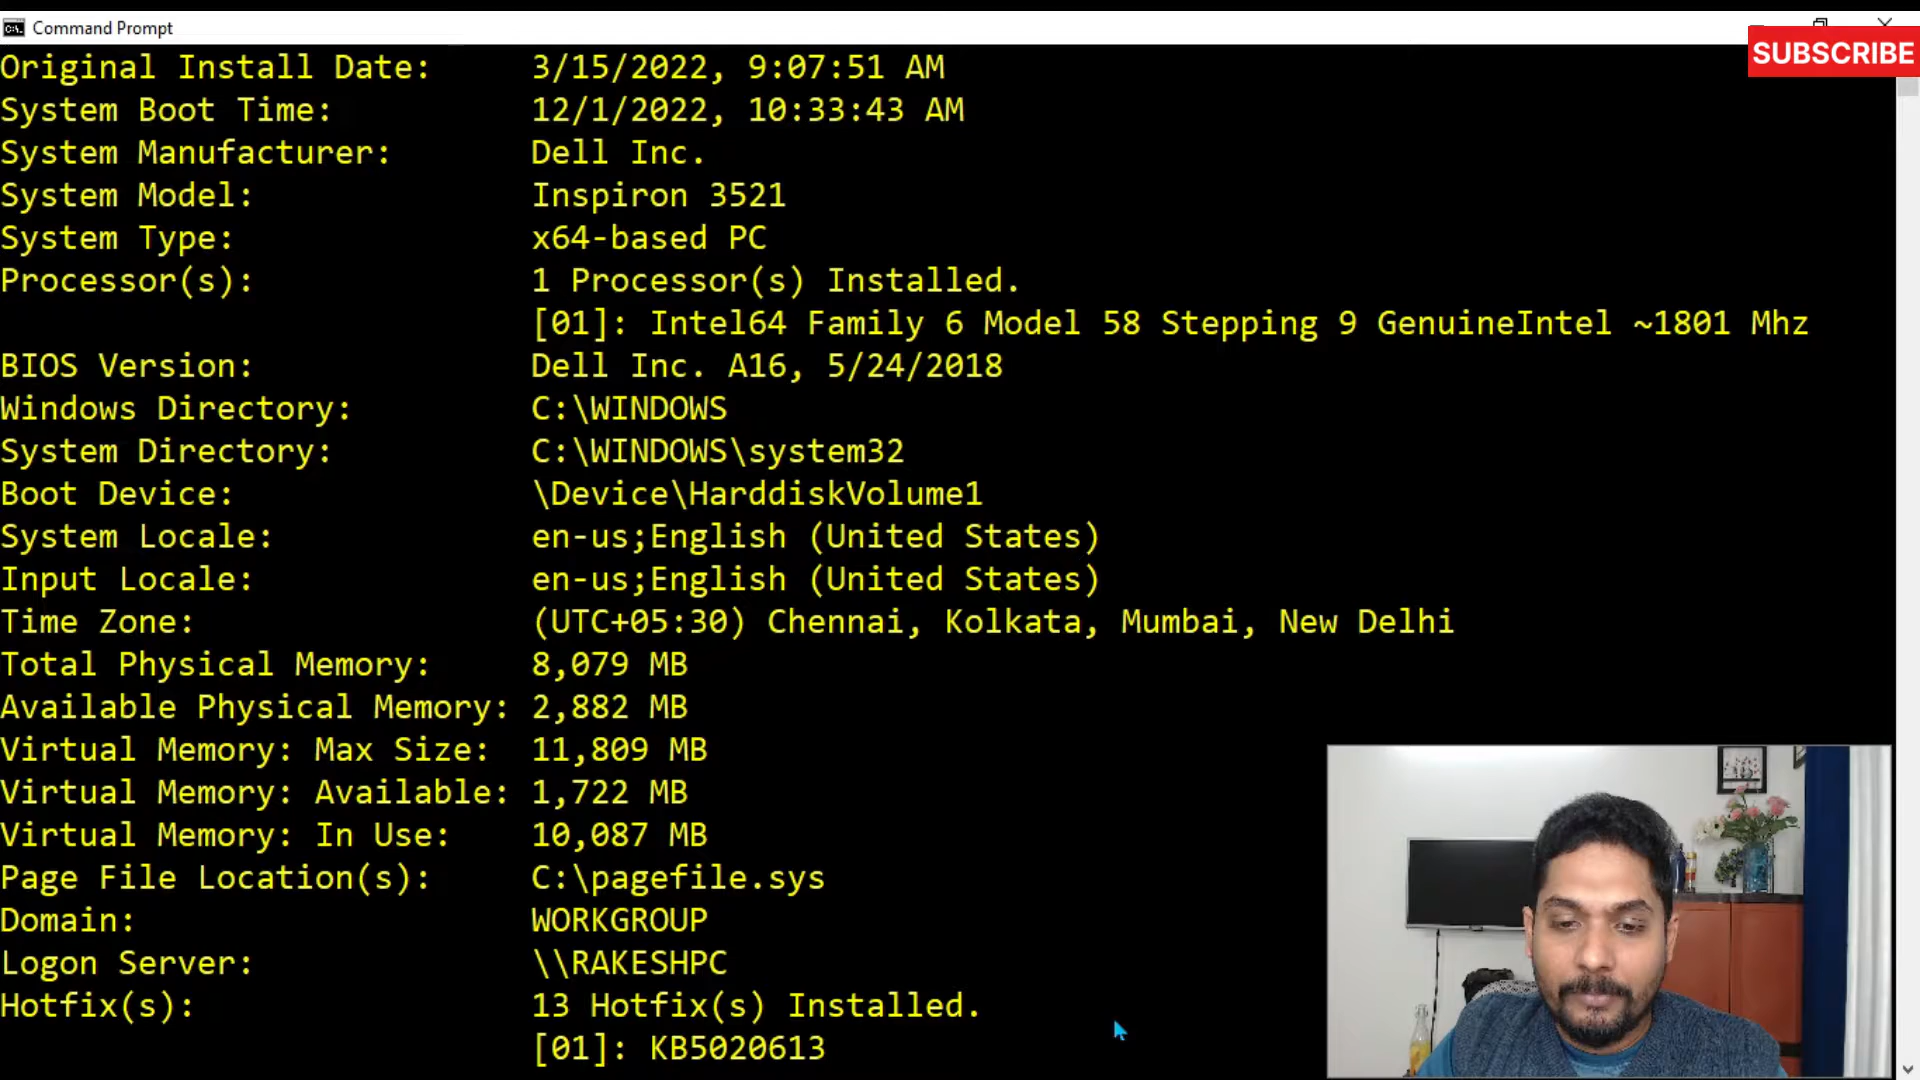 Command Prompt
SUBSCRIBE
Original Install Date: 3/15/2022, 9:07:51 AM
System Boot Time: 12/1/2022, 10:33:43 AM
System Manufacturer: Dell Inc.
System Model: Inspiron 3521
System Type: x64-based PC
Processor(s): 1 Processor(s) Installed.
[01]: Intel64 Family 6 Model 58 Stepping 9 GenuineIntel ~1801 Mhz
BIOS Version: Dell Inc. A16, 5/24/2018
Windows Directory: C:\WINDOWS
System Directory: C:\WINDOWS\system32
Boot Device: \Device\HarddiskVolume1
System Locale: en-us;English (United States)
Input Locale: en-us;English (United States)
Time Zone: (UTC+05:30) Chennai, Kolkata, Mumbai, New Delhi
Total Physical Memory: 8,079 MB
Available Physical Memory: 2,882 MB
Virtual Memory: Max Size: 11,809 MB
Virtual Memory: Available: 1,722 MB
Virtual Memory: In Use: 10,087 MB
Page File Location(s): C:\pagefile.sys
Domain: WORKGROUP
Logon Server: \\RAKESHPC
Hotfix(s): 13 Hotfix(s) Installed.
[01]: KB5020613